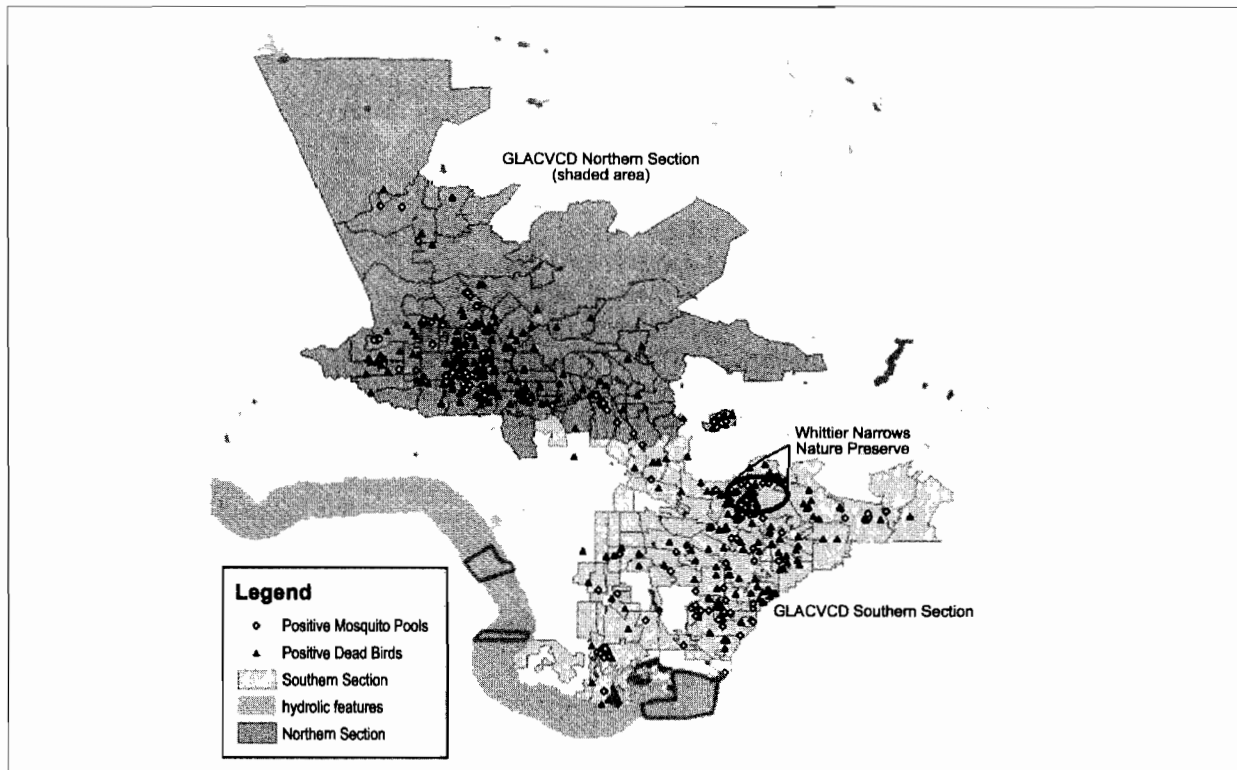 GLACVCD Northern Section
(shaded area)
Whittier Narrows
Nature Preserve
GLACVCD Southern Section
Legend
Positive Mosquito Pools
Positive Dead Birds
Southern Section
hydrolic features
Northern Section